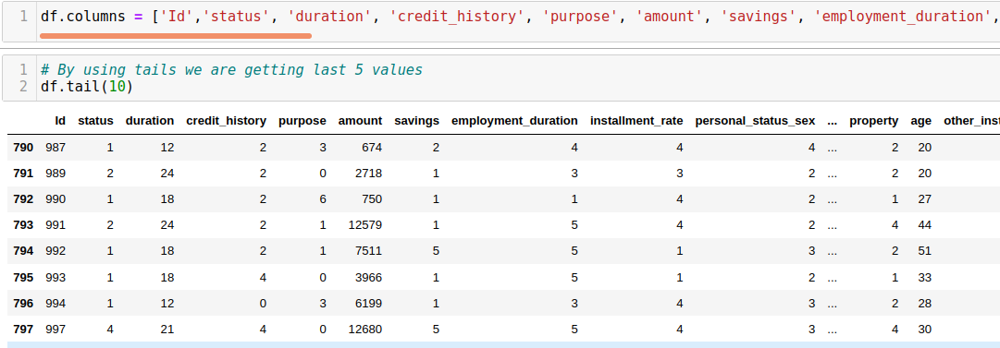 1 df.columns = ['Id','status', 'duration', 'credit_history', 'purpose', 'amount', 'savings', 'employment_duration',
1 # By using tails we are getting last 5 values
2 df.tail(10)
Id status duration credit_history purpose amount savings employment_duration installment_rate personal_status_sex ... property age other_inst
790 987 1 12 2 3 674 2 4 4 4 ... 2 20
791 989 2 24 2 0 2718 1 3 3 2 ... 2 20
792 990 1 18 2 6 750 1 1 4 2 ... 1 27
793 991 2 24 2 1 12579 1 5 4 2 ... 4 44
794 992 1 18 2 1 7511 5 5 1 3 ... 2 51
795 993 1 18 4 0 3966 1 5 1 2 ... 1 33
796 994 1 12 0 3 6199 1 3 4 3 ... 2 28
797 997 4 21 4 0 12680 5 5 4 3 ... 4 30